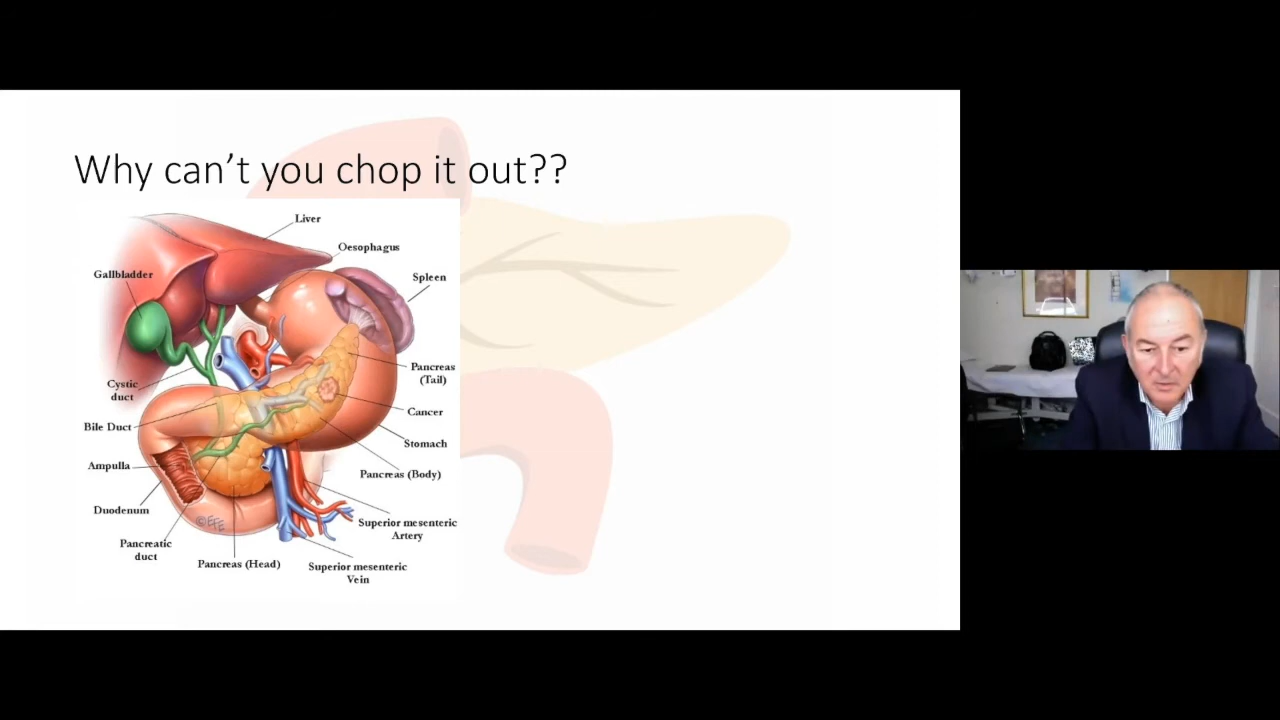 Why can't you chop it out??
Liver
Oesophagus
Gallbladder
Spleen
Pancreas
(Tail)
Cystic
duct
Cancer
Bile Duct
Stomach
Ampulla
Pancreas (Body)
Duodenum
Superior mesenteric
Artery
Pancreatic
duct
Pancreas (Head)
Superior mesenteric
Vein